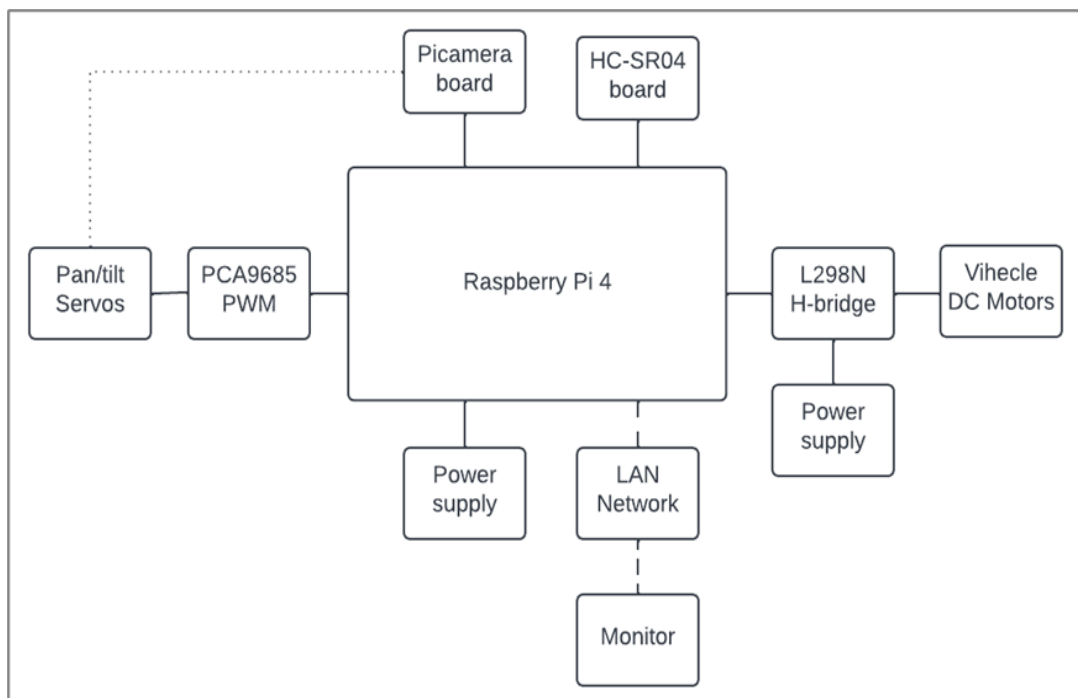 Picamera
board
HC-SR04
board
Pan/tilt
Servos
PCA9685
PWM
Raspberry Pi 4
L298N
H-bridge
Vihecle
DC Motors
Power
supply
Power
supply
LAN
Network
Monitor